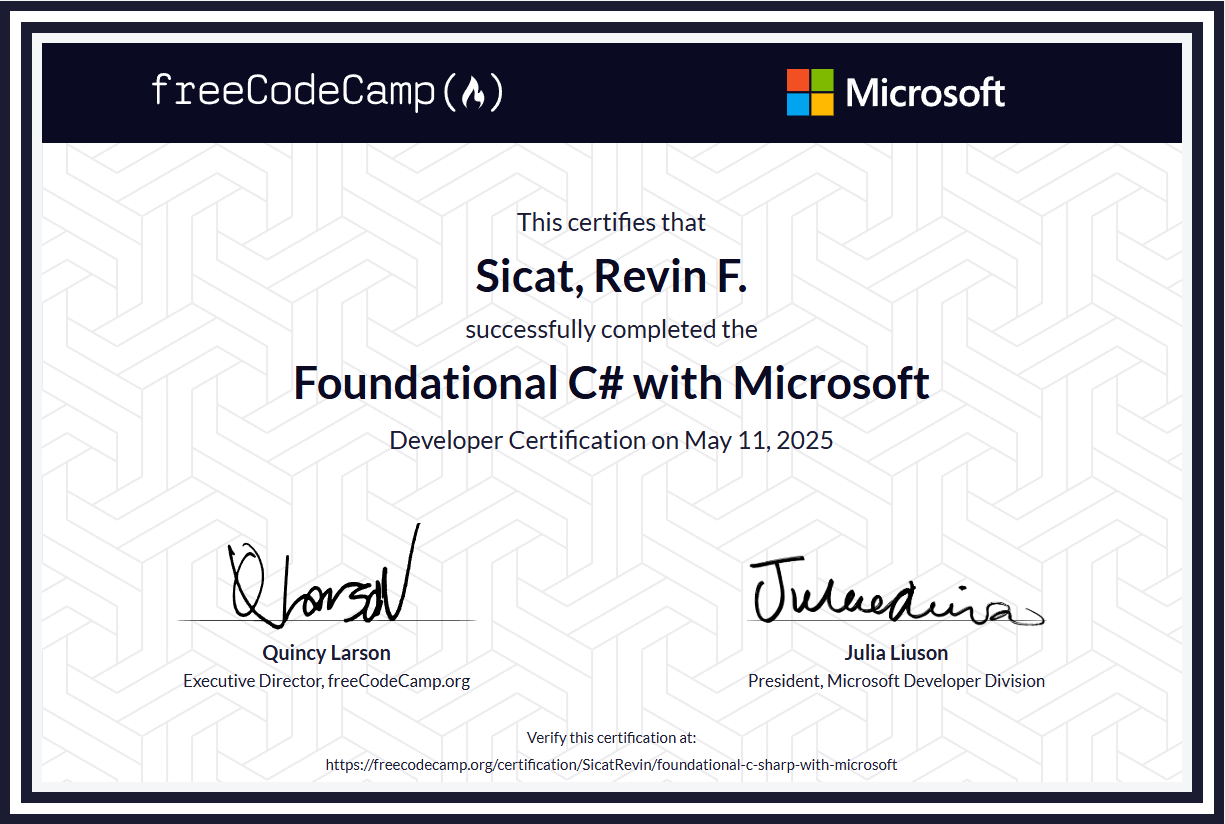 freeCodeCamp
Microsoft
This certifies that
Sicat, Revin F.
successfully completed the
Foundational C# with Microsoft
Developer Certification on May 11, 2025
Q Larson
Quincy Larson
Executive Director, freeCodeCamp.org
Julia Liuson
President, Microsoft Developer Division
Verify this certification at:
https://freecodecamp.org/certification/SicatRevin/foundational-c-sharp-with-microsoft